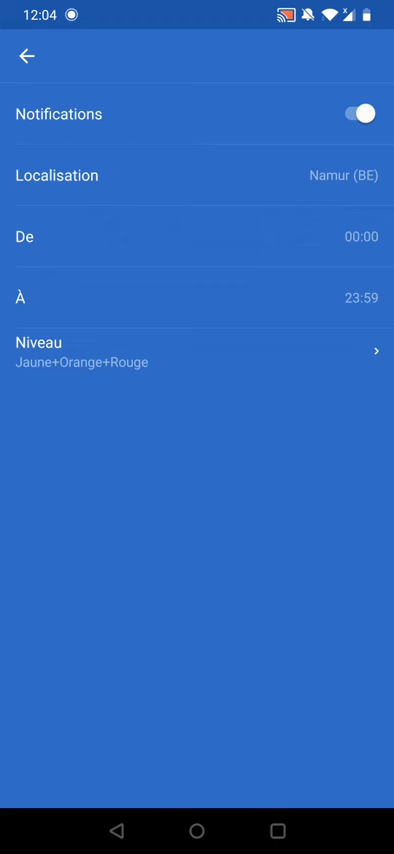 12:04
Notifications
Localisation Namur (BE)
De 00:00
À 23:59
Niveau
Jaune+Orange+Rouge